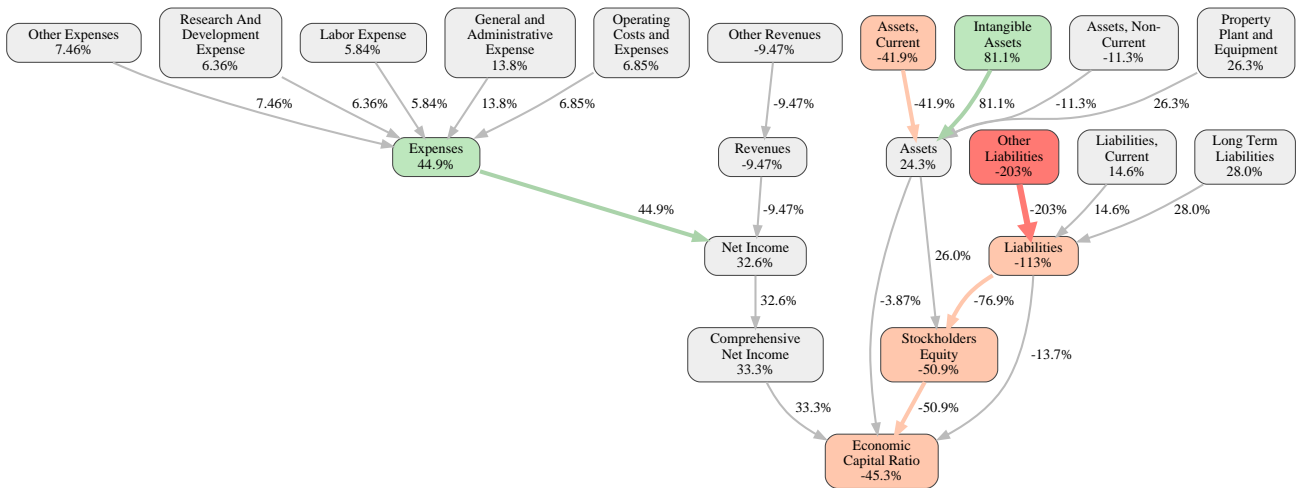 Other Expenses
7.46%
Research And
Development
Expense
6.36%
Labor Expense
5.84%
General and
Administrative
Expense
13.8%
Operating
Costs and
Expenses
6.85%
Other Revenues
-9.47%
Assets,
Current
-41.9%
Intangible
Assets
81.1%
Assets, Non-
Current
-11.3%
Property
Plant and
Equipment
26.3%
7.46%
6.36%
5.84%
13.8%
6.85%
-9.47%
-41.9%
81.1%
-11.3%
26.3%
Expenses
44.9%
Revenues
-9.47%
Assets
24.3%
Other
Liabilities
-203%
Liabilities,
Current
14.6%
Long Term
Liabilities
28.0%
44.9%
-9.47%
-203%
14.6%
28.0%
Net Income
32.6%
26.0%
Liabilities
-113%
32.6%
-3.87%
-76.9%
Comprehensive
Net Income
33.3%
Stockholders
Equity
-50.9%
-13.7%
33.3%
-50.9%
Economic
Capital Ratio
-45.3%